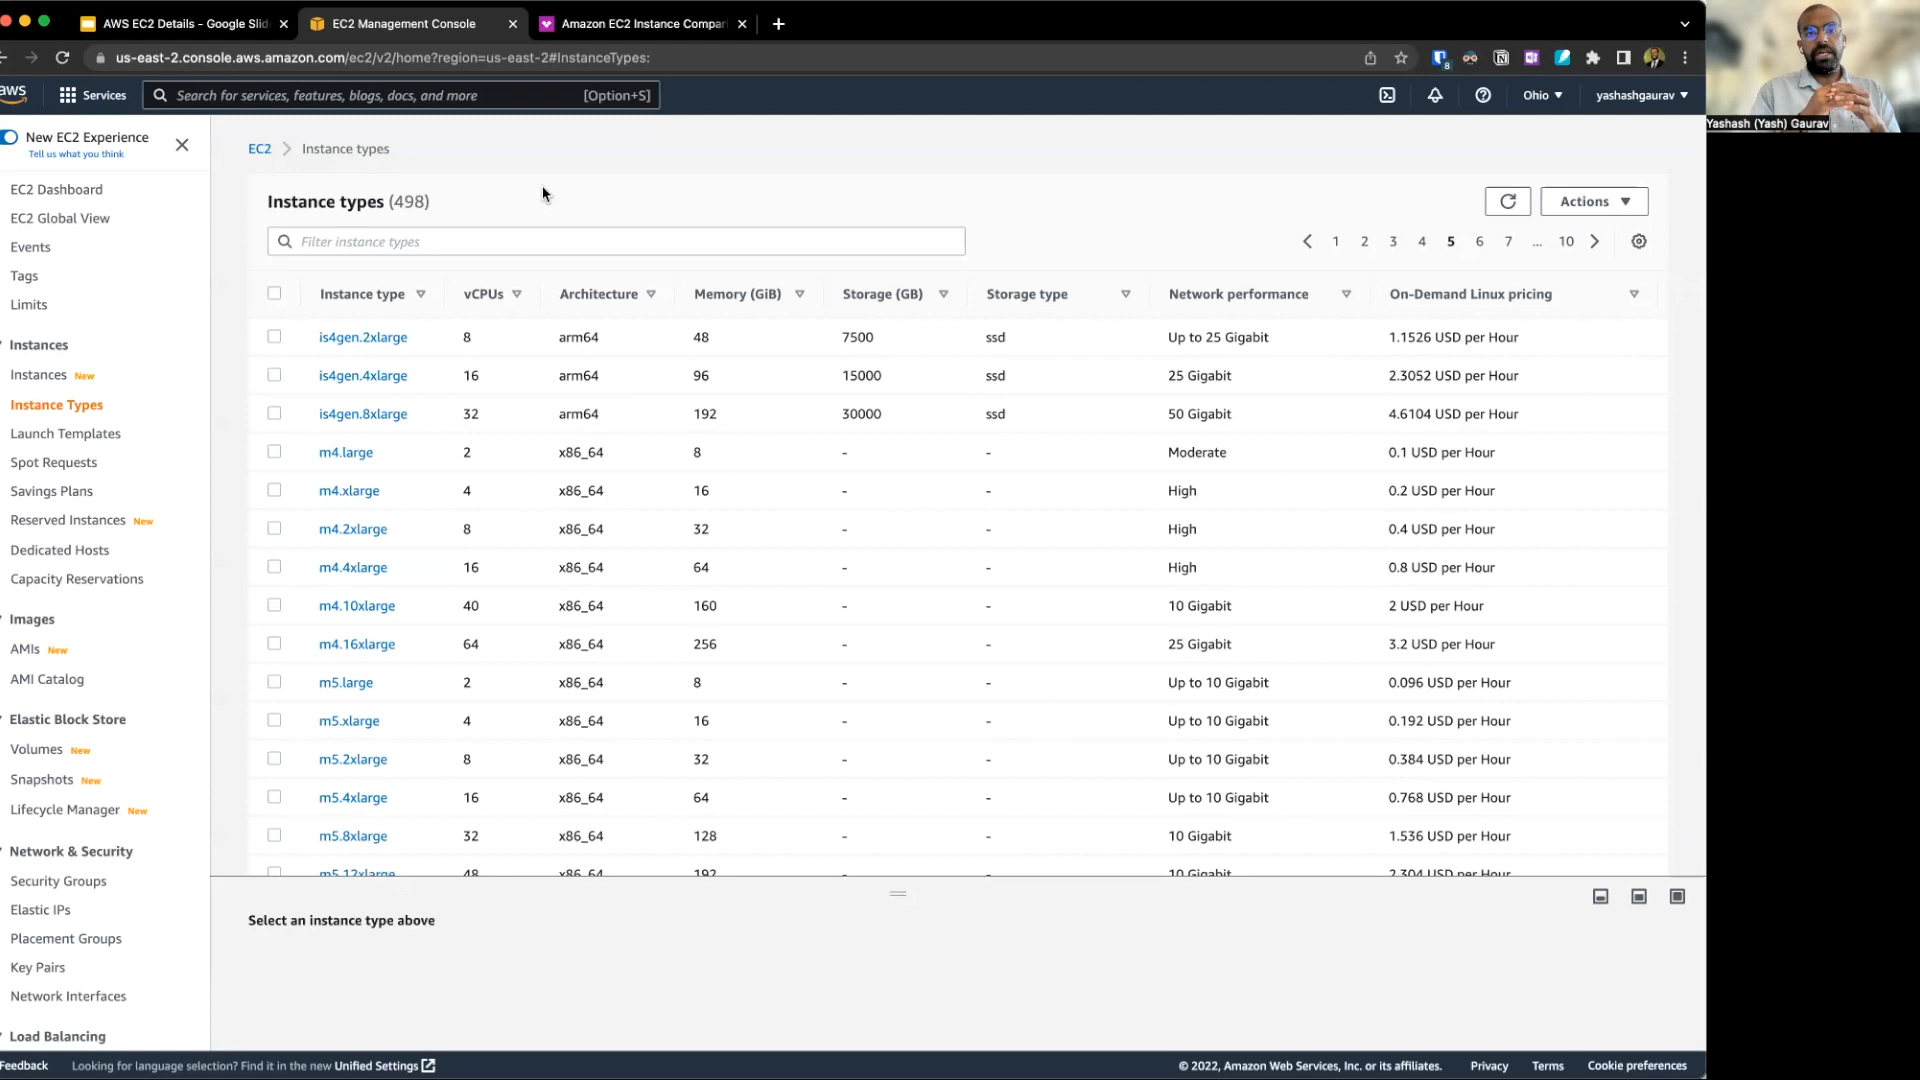 AWS EC2 Details - Google Slid
EC2 Management Console
Amazon EC2 Instance Compar
us-east-2.console.aws.amazon.com/ec2/v2/home?region=us-east-2#InstanceTypes:
8
aws
Services
Search for services, features, blogs, docs, and more
[Option+S]
Ohio
yashashgaurav
Yashash (Yash) Gaurav
New EC2 Experience
Tell us what you think
EC2 Dashboard
EC2 Global View
Events
Tags
Limits
Instances
Instances New
Instance Types
Launch Templates
Spot Requests
Savings Plans
Reserved Instances New
Dedicated Hosts
Capacity Reservations
Images
AMIs New
AMI Catalog
Elastic Block Store
Volumes New
Snapshots New
Lifecycle Manager New
Network & Security
Security Groups
Elastic IPs
Placement Groups
Key Pairs
Network Interfaces
Load Balancing
EC2 > Instance types
Instance types (498)
Actions
Filter instance types
1 2 3 4 5 6 7 ... 10
Instance type vCPUs Architecture Memory (GiB) Storage (GB) Storage type Network performance On-Demand Linux pricing
is4gen.2xlarge 8 arm64 48 7500 ssd Up to 25 Gigabit 1.1526 USD per Hour
is4gen.4xlarge 16 arm64 96 15000 ssd 25 Gigabit 2.3052 USD per Hour
is4gen.8xlarge 32 arm64 192 30000 ssd 50 Gigabit 4.6104 USD per Hour
m4.large 2 x86_64 8 - - Moderate 0.1 USD per Hour
m4.xlarge 4 x86_64 16 - - High 0.2 USD per Hour
m4.2xlarge 8 x86_64 32 - - High 0.4 USD per Hour
m4.4xlarge 16 x86_64 64 - - High 0.8 USD per Hour
m4.10xlarge 40 x86_64 160 - - 10 Gigabit 2 USD per Hour
m4.16xlarge 64 x86_64 256 - - 25 Gigabit 3.2 USD per Hour
m5.large 2 x86_64 8 - - Up to 10 Gigabit 0.096 USD per Hour
m5.xlarge 4 x86_64 16 - - Up to 10 Gigabit 0.192 USD per Hour
m5.2xlarge 8 x86_64 32 - - Up to 10 Gigabit 0.384 USD per Hour
m5.4xlarge 16 x86_64 64 - - Up to 10 Gigabit 0.768 USD per Hour
m5.8xlarge 32 x86_64 128 - - 10 Gigabit 1.536 USD per Hour
m5.12xlarge 48 x86_64 192 - - 10 Gigabit 2.304 USD per Hour
Select an instance type above
Feedback
Looking for language selection? Find it in the new Unified Settings
© 2022, Amazon Web Services, Inc. or its affiliates.
Privacy
Terms
Cookie preferences